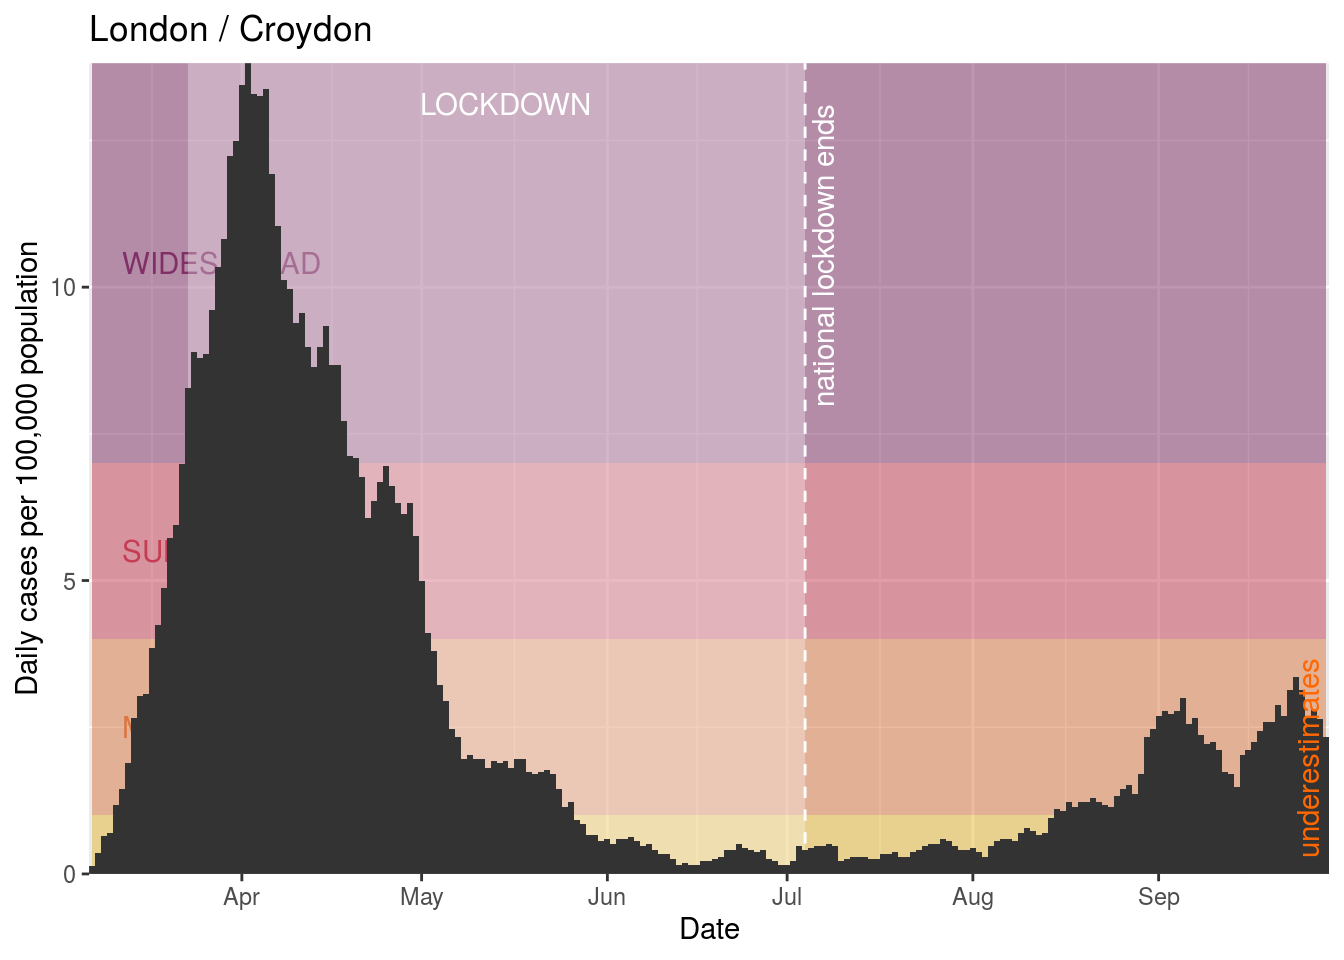 London / Croydon
LOCKDOWN
national lockdown ends
10
5
0
Daily cases per 100,000 population
underestimates
Apr May Jun Jul Aug Sep
Date